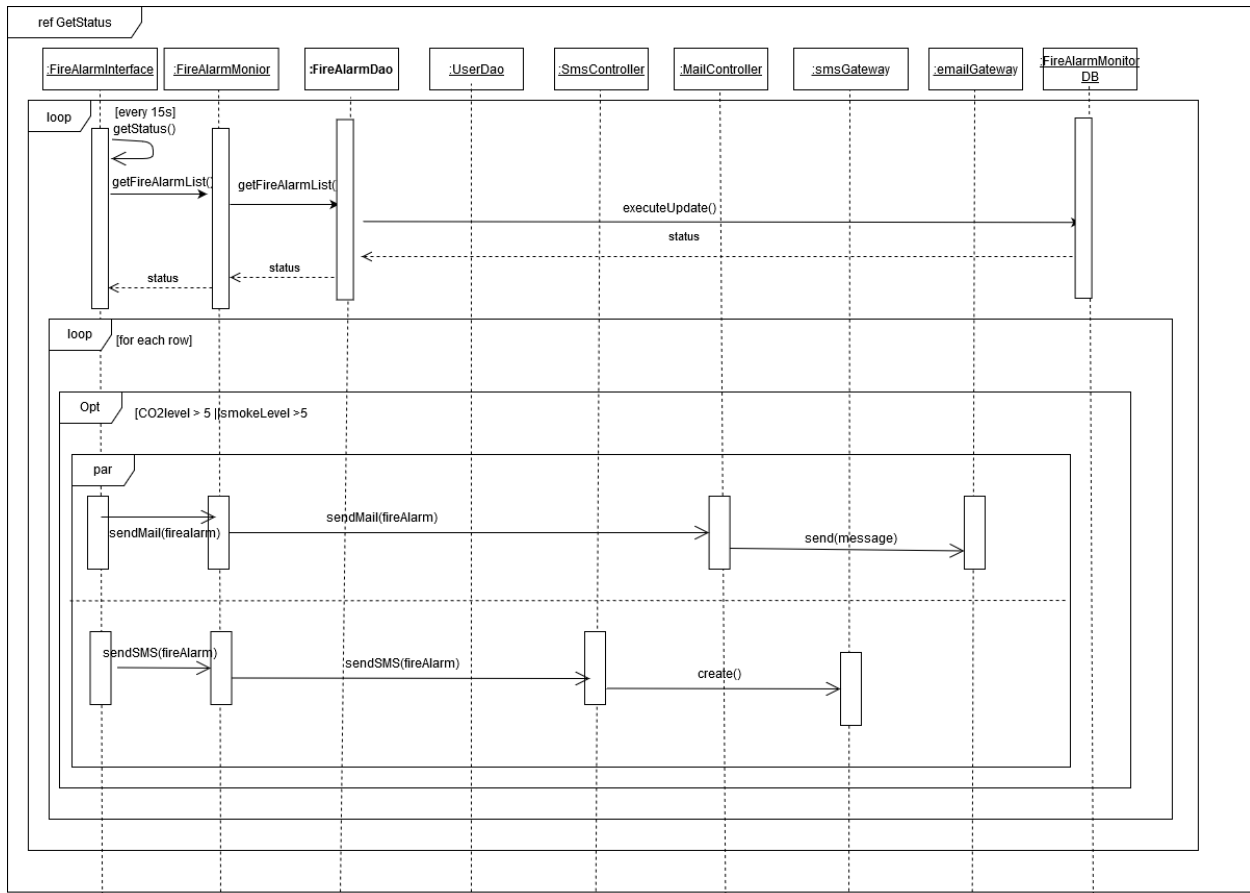 ref GetStatus
:FireAlarmInterface
:FireAlarmMonior
:FireAlarmDao
:UserDao
:SmsController
:MailController
:smsGateway
:emailGateway
:FireAlarmMonitor
DB
loop
[every 15s]
getStatus()
getFireAlarmList()
getFireAlarmList()
executeUpdate()
status
status
status
loop
[for each row]
Opt
[CO2level > 5 || smokeLevel >5
par
sendMail(firealarm)
sendMail(fireAlarm)
send(message)
sendSMS(fireAlarm)
sendSMS(fireAlarm)
create()